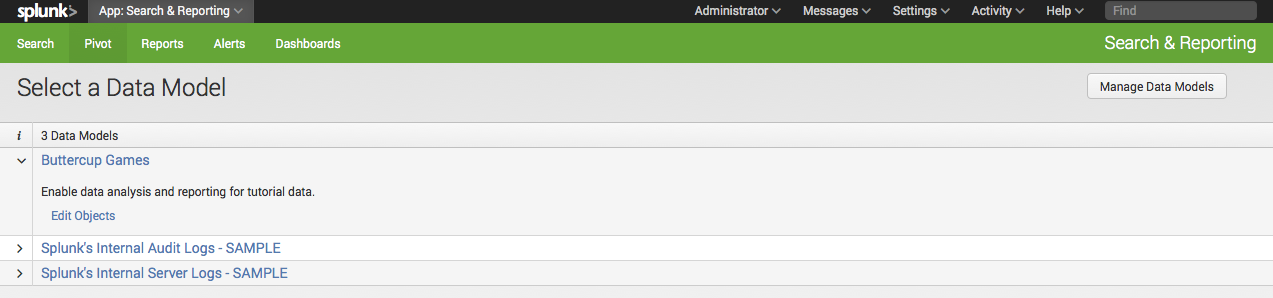 splunk> App: Search & Reporting Administrator Messages Settings Activity Help Find
Search Pivot Reports Alerts Dashboards Search & Reporting
Select a Data Model Manage Data Models
i 3 Data Models
Buttercup Games
Enable data analysis and reporting for tutorial data.
Edit Objects
Splunk's Internal Audit Logs - SAMPLE
Splunk's Internal Server Logs - SAMPLE